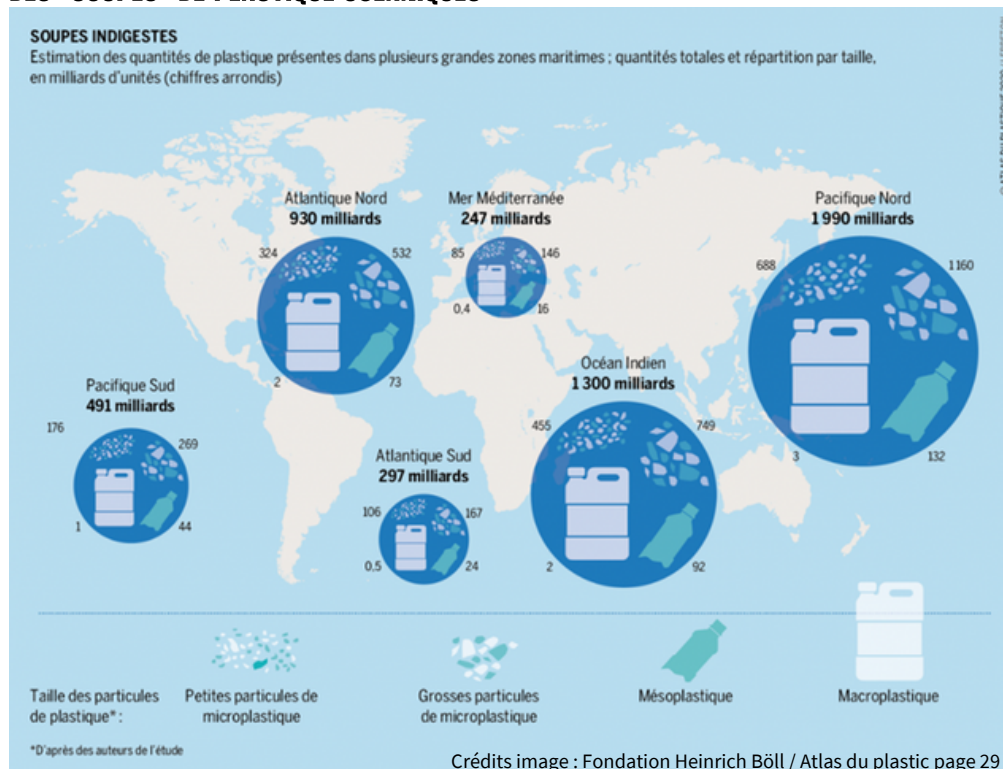 SOUPES INDIGESTES
Estimation des quantités de plastique présentes dans plusieurs grandes zones maritimes ; quantités totales et répartition par taille,
en milliards d'unités (chiffres arrondis)
Atlantique Nord
930 milliards
324
532
2
73
Mer Méditerranée
247 milliards
85
146
0,4
16
Pacifique Nord
1 990 milliards
688
1 160
3
132
Pacifique Sud
491 milliards
176
269
1
44
Atlantique Sud
297 milliards
106
167
0,5
24
Océan Indien
1 300 milliards
455
749
2
92
Taille des particules
de plastique* :
Petites particules de
microplastique
Grosses particules
de microplastique
Mésoplastique
Macroplastique
*D'après des auteurs de l'étude
Crédits image : Fondation Heinrich Böll / Atlas du plastic page 29